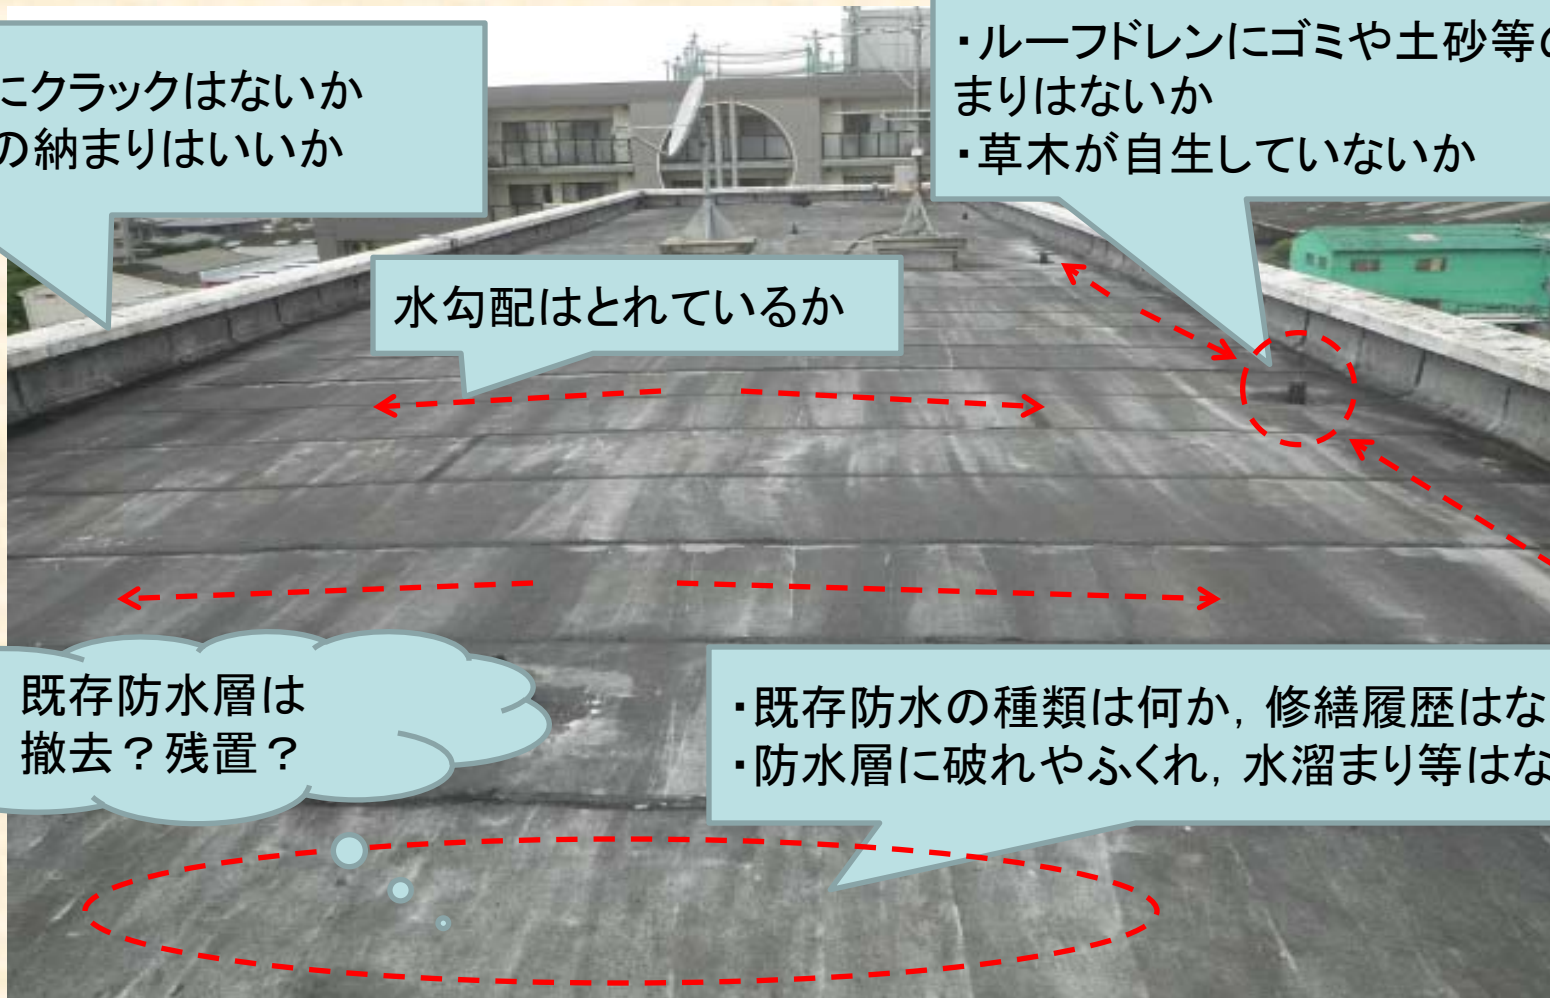 にクラックはないか
の納まりはいいか
・ルーフドレンにゴミや土砂等の
まりはないか
・草木が自生していないか
水勾配はとれているか
既存防水層は
撤去？残置？
・既存防水の種類は何か，修繕履歴はな
・防水層に破れやふくれ，水溜まり等はな